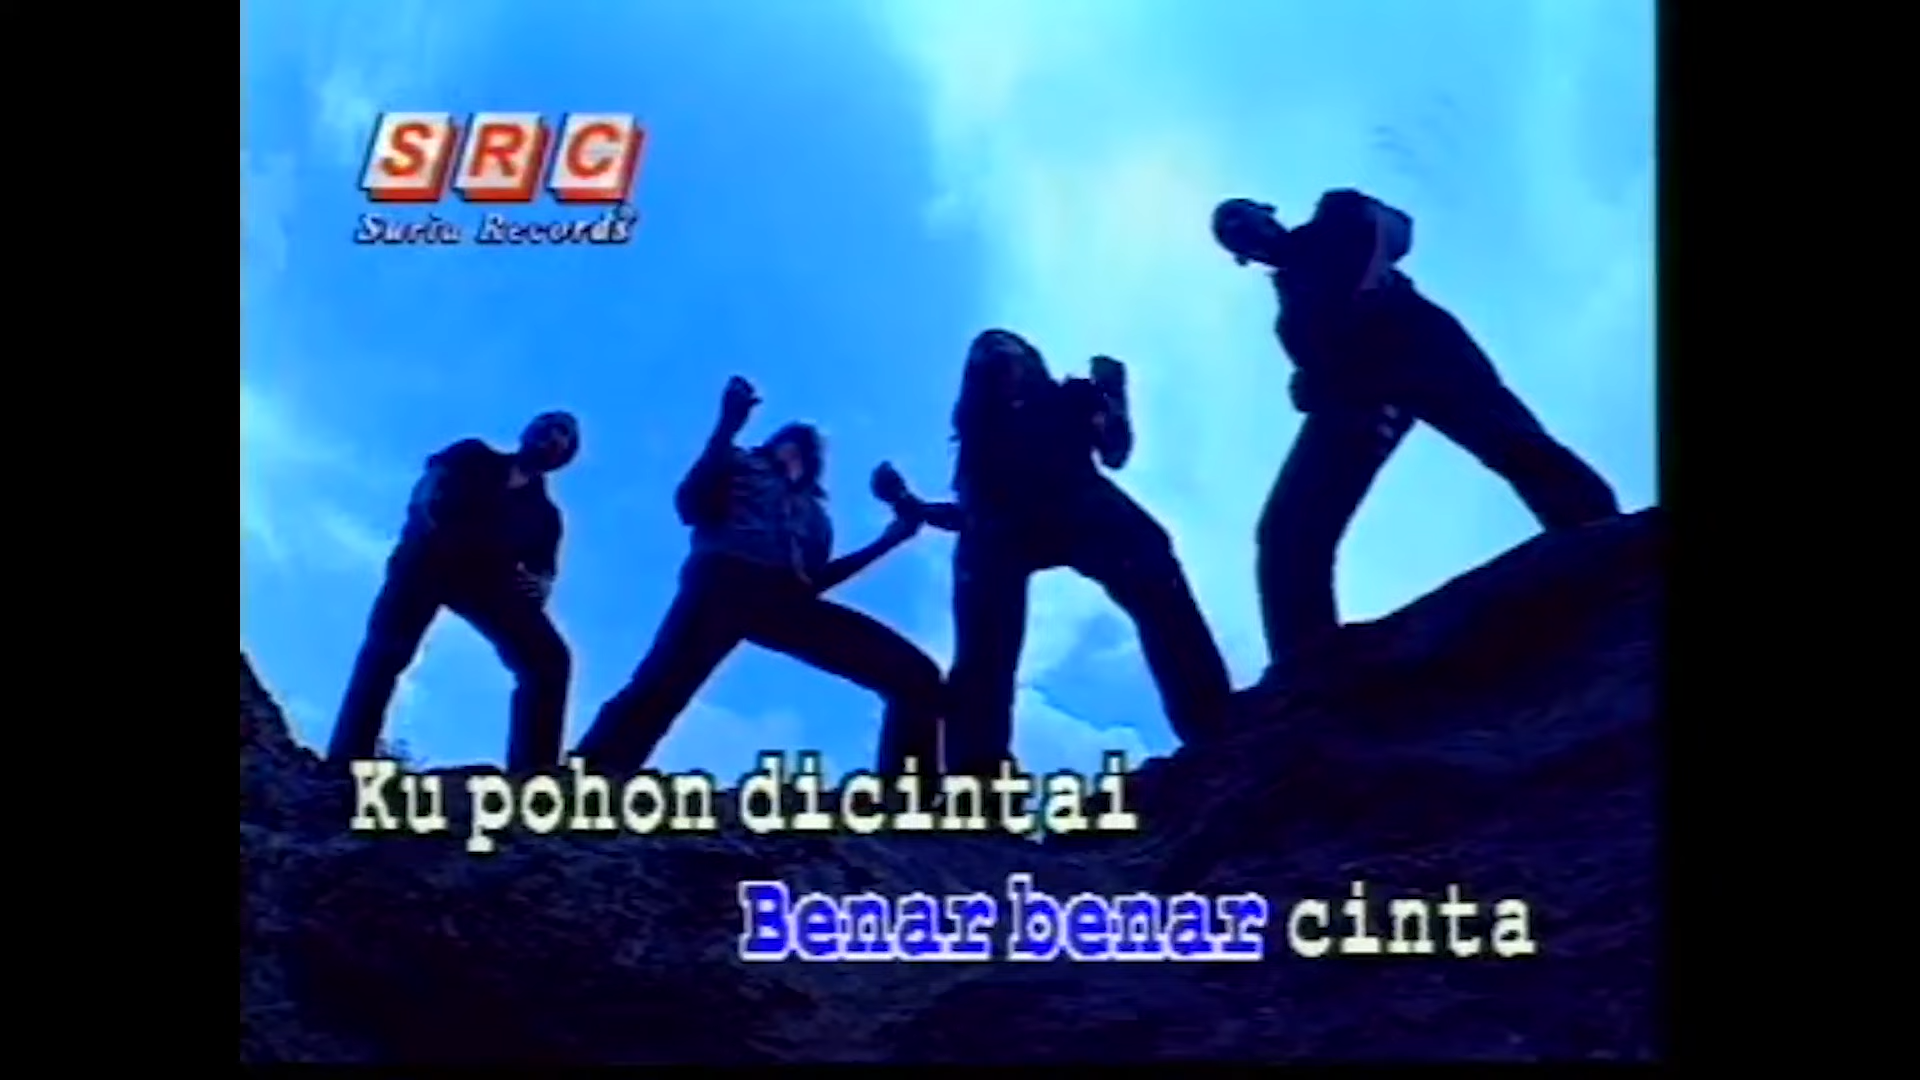 SRC
Suria Records
Ku pohon dicintai
Benar benar cinta